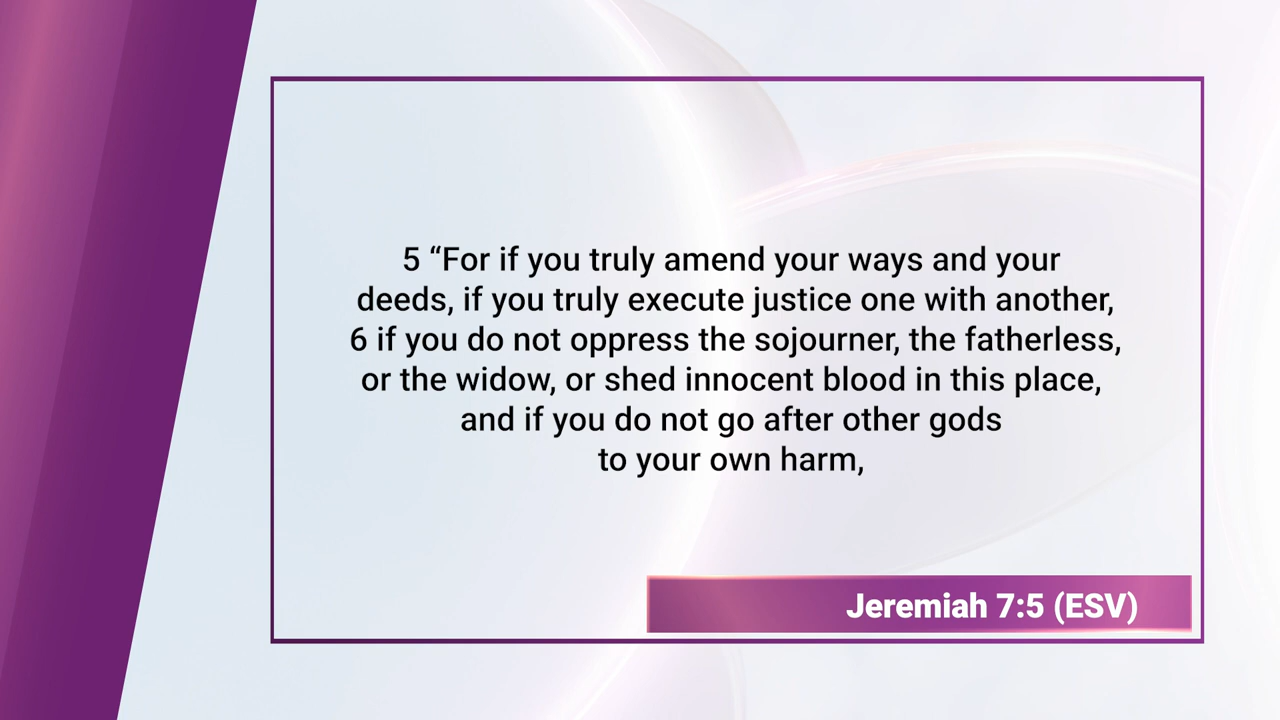 5 “For if you truly amend your ways and your
deeds, if you truly execute justice one with another,
6 if you do not oppress the sojourner, the fatherless,
or the widow, or shed innocent blood in this place,
and if you do not go after other gods
to your own harm,
Jeremiah 7:5 (ESV)